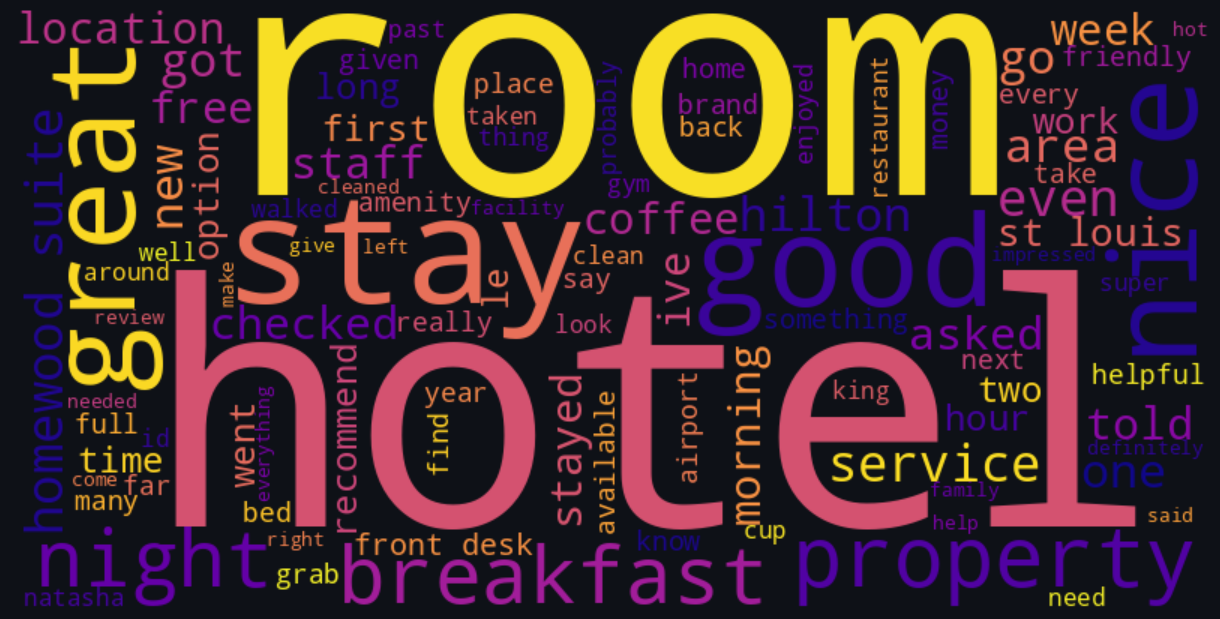 room
hotel
location
past
week
hot
great
got
given
home
go
friendly
long
place
free
brand
every
taken
restaurant
money
nice
first
thing
probably
back
enjoyed
work
staff
area
new
option
cleaned
gym
take
homewood suite
walked
amenity
facility
coffee
hilton
even
stay
st louis
well
give
left
clean
good
impressed
around
make
le
say
ive
super
review
checked
really
look
something
asked
next
helpful
needed
recommend
year
stayed
available
airport
morning
king
two
full
id
went
everything
find
hour
told
time
service
definitely
come
far
one
many
bed
family
help
said
night
right
front desk
know
cup
property
grab
breakfast
natasha
need